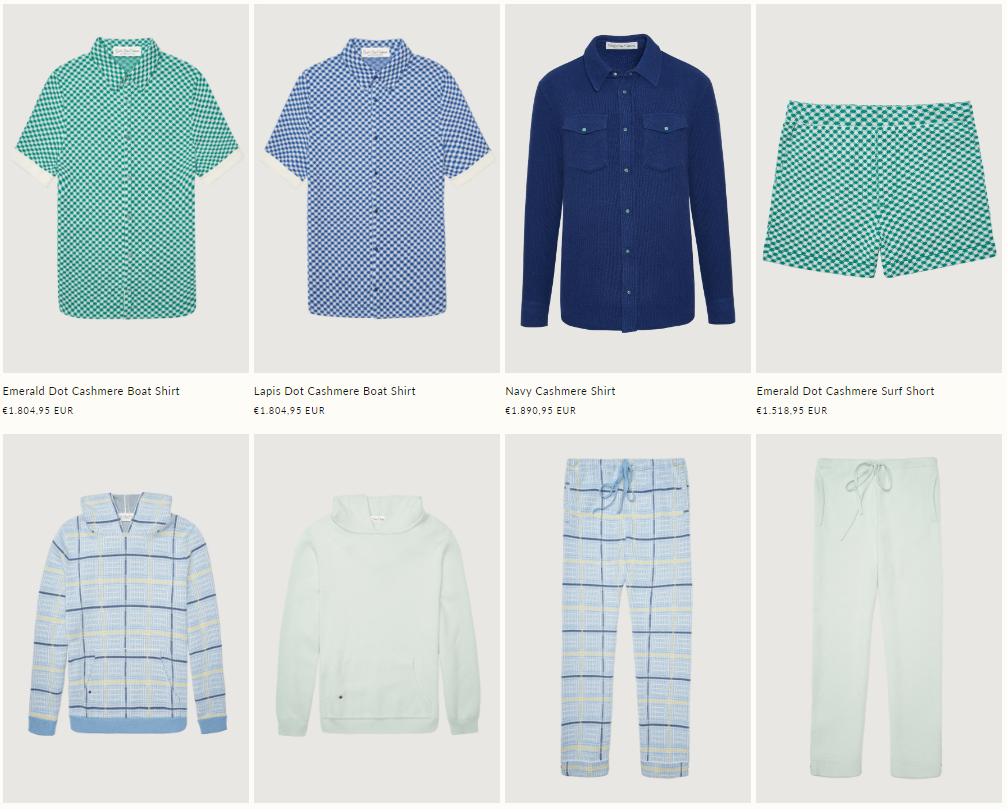 Emerald Dot Cashmere Boat Shirt
€1.804,95 EUR
Lapis Dot Cashmere Boat Shirt
€1.804,95 EUR
Navy Cashmere Shirt
€1.890,95 EUR
Emerald Dot Cashmere Surf Short
€1.518,95 EUR